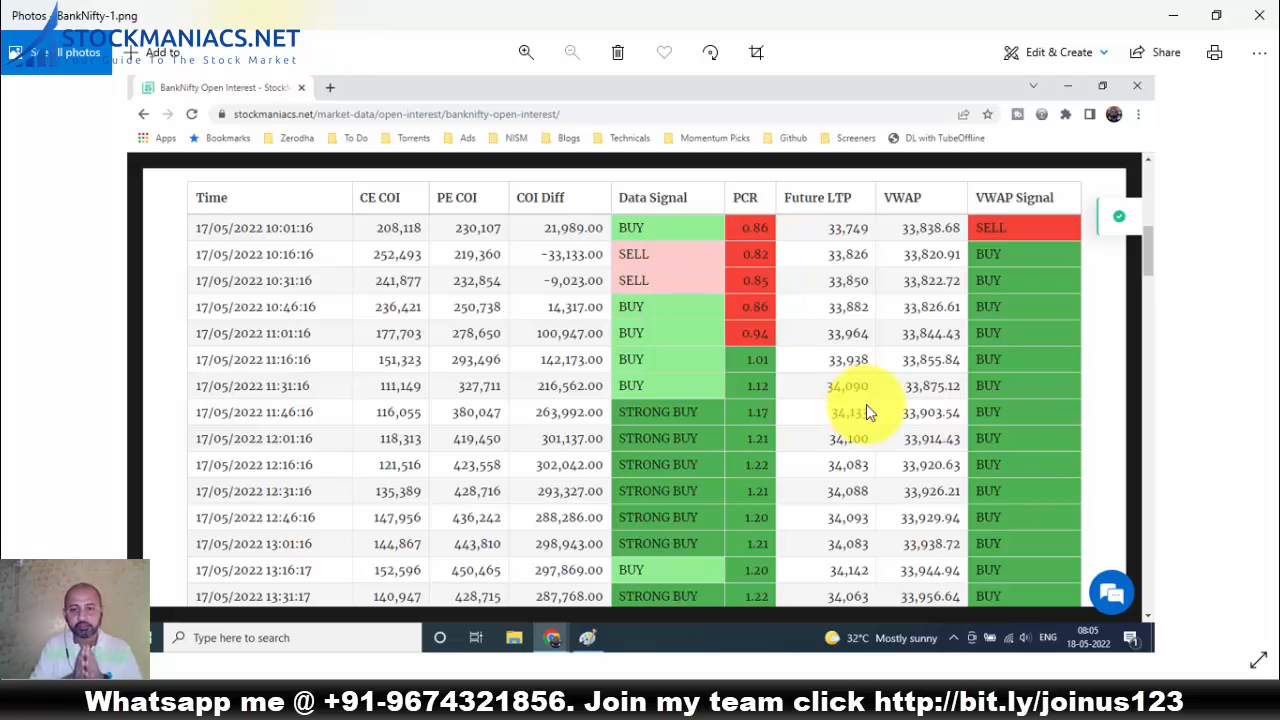 Photos - BankNifty-1.png
STOCKMANIACS.NET
Your Guide To The Stock Market
Add to
Edit & Create
Share
BankNifty Open Interest - Stock
stockmaniacs.net/market-data/open-interest/banknifty-open-interest/
Apps Bookmarks Zerodha To Do Torrents Ads NISM Blogs Technicals Momentum Picks Github Screeners DL with TubeOffline
Time CE COI PE COI COI Diff Data Signal PCR Future LTP VWAP VWAP Signal
17/05/2022 10:01:16 208,118 230,107 21,989.00 BUY 0.86 33,749 33,838.68 SELL
17/05/2022 10:16:16 252,493 219,360 -33,133.00 SELL 0.82 33,826 33,820.91 BUY
17/05/2022 10:31:16 241,877 232,854 -9,023.00 SELL 0.85 33,850 33,822.72 BUY
17/05/2022 10:46:16 236,421 250,738 14,317.00 BUY 0.86 33,882 33,826.61 BUY
17/05/2022 11:01:16 177,703 278,650 100,947.00 BUY 0.94 33,964 33,844.43 BUY
17/05/2022 11:16:16 151,323 293,496 142,173.00 BUY 1.01 33,938 33,855.84 BUY
17/05/2022 11:31:16 111,149 327,711 216,562.00 BUY 1.12 34,090 33,875.12 BUY
17/05/2022 11:46:16 116,055 380,047 263,992.00 STRONG BUY 1.17 33,903.54 BUY
17/05/2022 12:01:16 118,313 419,450 301,137.00 STRONG BUY 1.21 34,100 33,914.43 BUY
17/05/2022 12:16:16 121,516 423,558 302,042.00 STRONG BUY 1.22 34,083 33,920.63 BUY
17/05/2022 12:31:16 135,389 428,716 293,327.00 STRONG BUY 1.21 34,088 33,926.21 BUY
17/05/2022 12:46:16 147,956 436,242 288,286.00 STRONG BUY 1.20 34,093 33,929.94 BUY
17/05/2022 13:01:16 144,867 443,810 298,943.00 STRONG BUY 1.21 34,083 33,938.72 BUY
17/05/2022 13:16:17 152,596 450,465 297,869.00 BUY 1.20 34,142 33,944.94 BUY
17/05/2022 13:31:17 140,947 428,715 287,768.00 STRONG BUY 1.22 34,063 33,956.64 BUY
Type here to search
32°C Mostly sunny
ENG
08:05
18-05-2022
Whatsapp me @ +91-9674321856. Join my team click http://bit.ly/joinus123